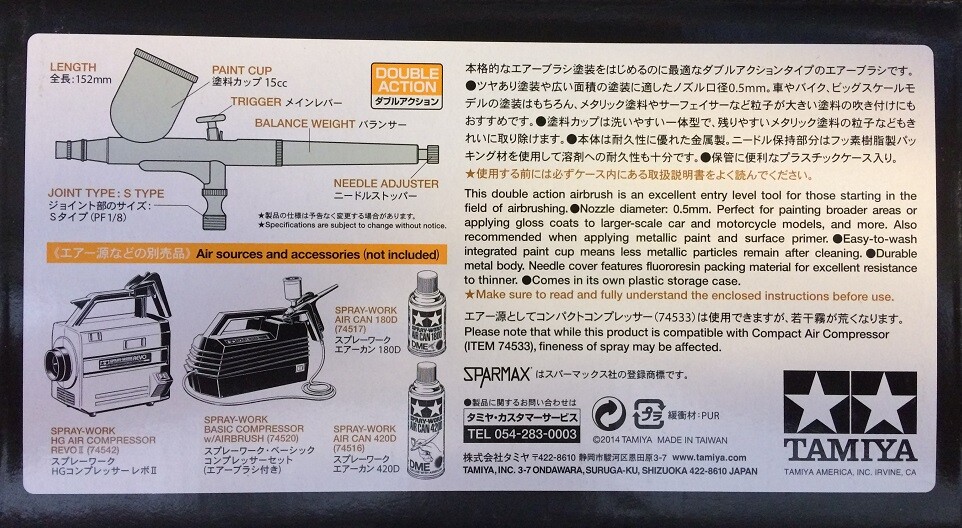 LENGTH
全長:152mm
PAINT CUP
塗料カップ 15cc
DOUBLE
ACTION
ダブルアクション
TRIGGER メインレバー
BALANCE WEIGHT バランサー
NEEDLE ADJUSTER
ニードルストッパー
JOINT TYPE : S TYPE
ジョイント部のサイズ:
Sタイプ (PF1/8)
★製品の仕様は予告なく変更する場合があります。
★Specifications are subject to change without notice.
《エアー源などの別売品》 Air sources and accessories (not included)
SPRAY-WORK
AIR CAN 180D
(74517)
スプレーワーク
エアーカン 180D
SPRAY-WORK
HG AIR COMPRESSOR
REVOⅡ (74542)
スプレーワーク
HGコンプレッサー レボⅡ
SPRAY-WORK
BASIC COMPRESSOR
w/AIRBRUSH (74520)
スプレーワーク・ベーシック
コンプレッサーセット
(エアーブラシ付き)
SPRAY-WORK
AIR CAN 420D
(74516)
スプレーワーク
エアーカン 420D
本格的なエアーブラシ塗装をはじめるのに最適なダブルアクションタイプのエアーブラシです。
●ツヤあり塗装や広い面積の塗装に適したノズル口径0.5mm。車やバイク、ビッグスケールモ
デルの塗装はもちろん、メタリック塗料やサーフェイサーなど粒子が大きい塗料の吹き付けにも
おすすめです。●塗料カップは洗いやすい一体型で、残りやすいメタリック塗料の粒子などもき
れいに取り除けます。●本体は耐久性に優れた金属製。ニードル保持部分はフッ素樹脂製パッ
キング材を使用して溶剤への耐久性も十分です。●保管に便利なプラスチックケース入り。
★使用する前には必ずケース内にある取扱説明書をよく読んでください。
This double action airbrush is an excellent entry level tool for those starting in the
field of airbrushing. ●Nozzle diameter: 0.5mm. Perfect for painting broader areas or
applying gloss coats to larger-scale car and motorcycle models, and more. Also
recommended when applying metallic paint and surface primer. ●Easy-to-wash
integrated paint cup means less metallic particles remain after cleaning. ●Durable
metal body. Needle cover features fluororesin packing material for excellent resistance
to thinner. ●Comes in its own plastic storage case.
★Make sure to read and fully understand the enclosed instructions before use.
エアー源としてコンパクトコンプレッサー(74533)は使用できますが、若干霧が荒くなります。
Please note that while this product is compatible with Compact Air Compressor
(ITEM 74533), fineness of spray may be affected.
SPARMAX はスパーマックス社の登録商標です。
●製品に関するお問い合わせは
タミヤ・カスタマーサービス
TEL 054-283-0003
プラ 緩衝材:PUR
©2014 TAMIYA MADE IN TAIWAN
株式会社タミヤ 〒422-8610 静岡市駿河区恩田原3-7 www.tamiya.com
TAMIYA, INC. 3-7 ONDAWARA, SURUGA-KU, SHIZUOKA 422-8610 JAPAN
TAMIYA
TAMIYA AMERICA, INC. IRVINE, CA